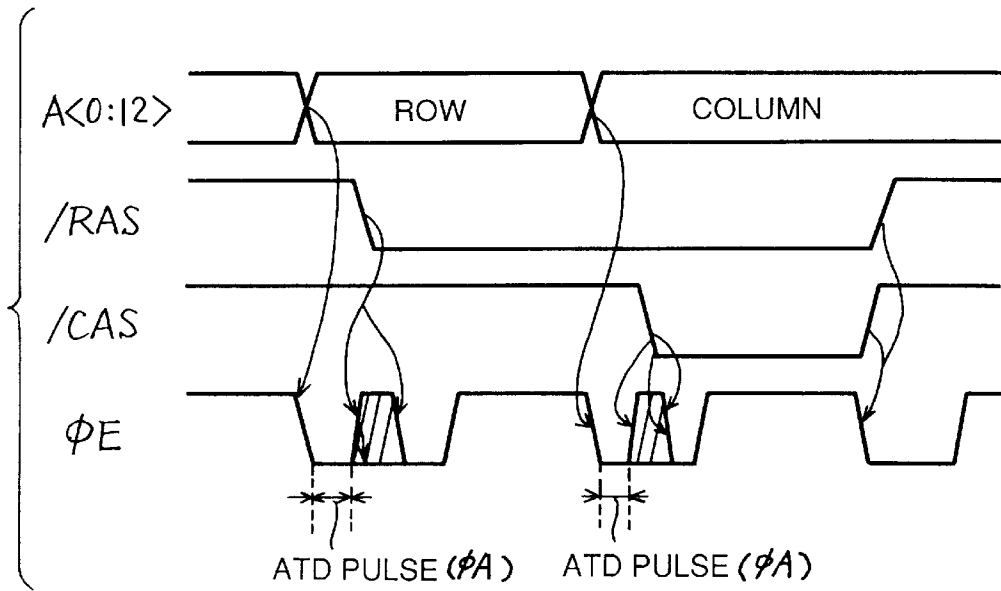 A<0:12>
ROW
COLUMN
/RAS
/CAS
ϕE
ATD PULSE (ϕA)
ATD PULSE (ϕA)